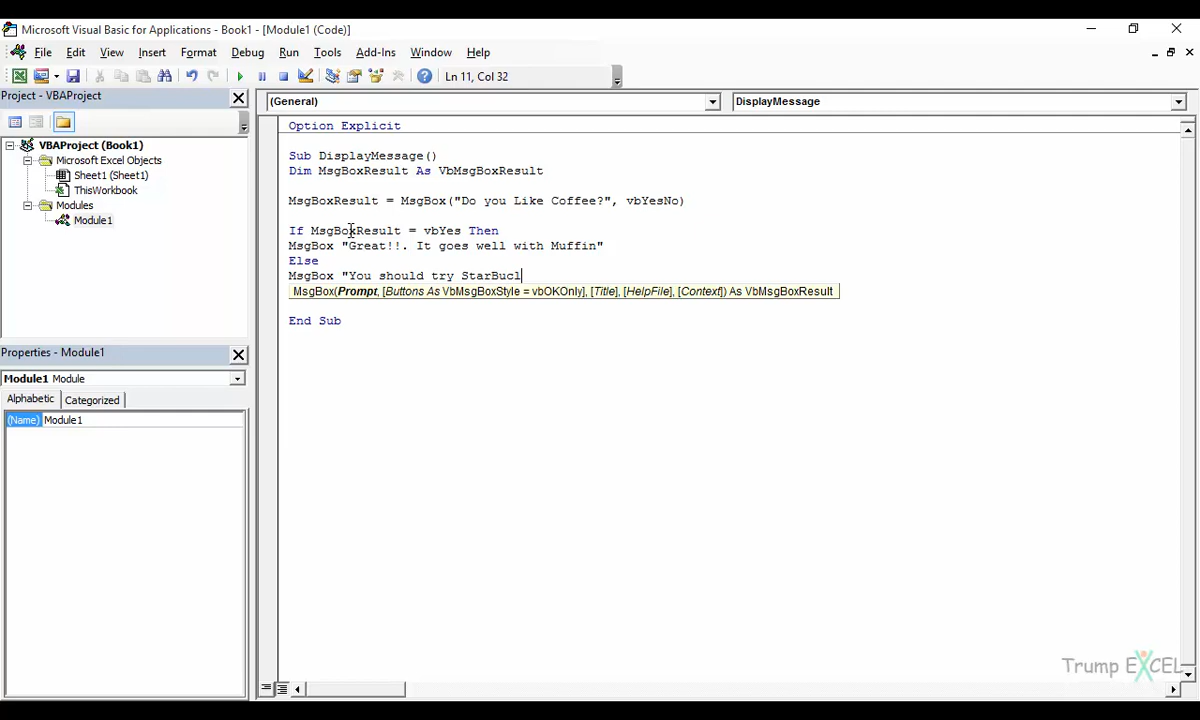 Microsoft Visual Basic for Applications - Book1 - [Module1 (Code)]
File Edit View Insert Format Debug Run Tools Add-Ins Window Help
Ln 11, Col 32
Project - VBAProject
(General)
DisplayMessage
VBAProject (Book1)
Microsoft Excel Objects
Sheet1 (Sheet1)
ThisWorkbook
Modules
Module1
Option Explicit
Sub DisplayMessage()
Dim MsgBoxResult As VbMsgBoxResult
MsgBoxResult = MsgBox("Do you Like Coffee?", vbYesNo)
If MsgBoxResult = vbYes Then
MsgBox "Great!!. It goes well with Muffin"
Else
MsgBox "You should try StarBucl
MsgBox(Prompt, [Buttons As VbMsgBoxStyle = vbOKOnly], [Title], [HelpFile], [Context]) As VbMsgBoxResult
End Sub
Properties - Module1
Module1 Module
Alphabetic Categorized
(Name) Module1
Trump EXCEL